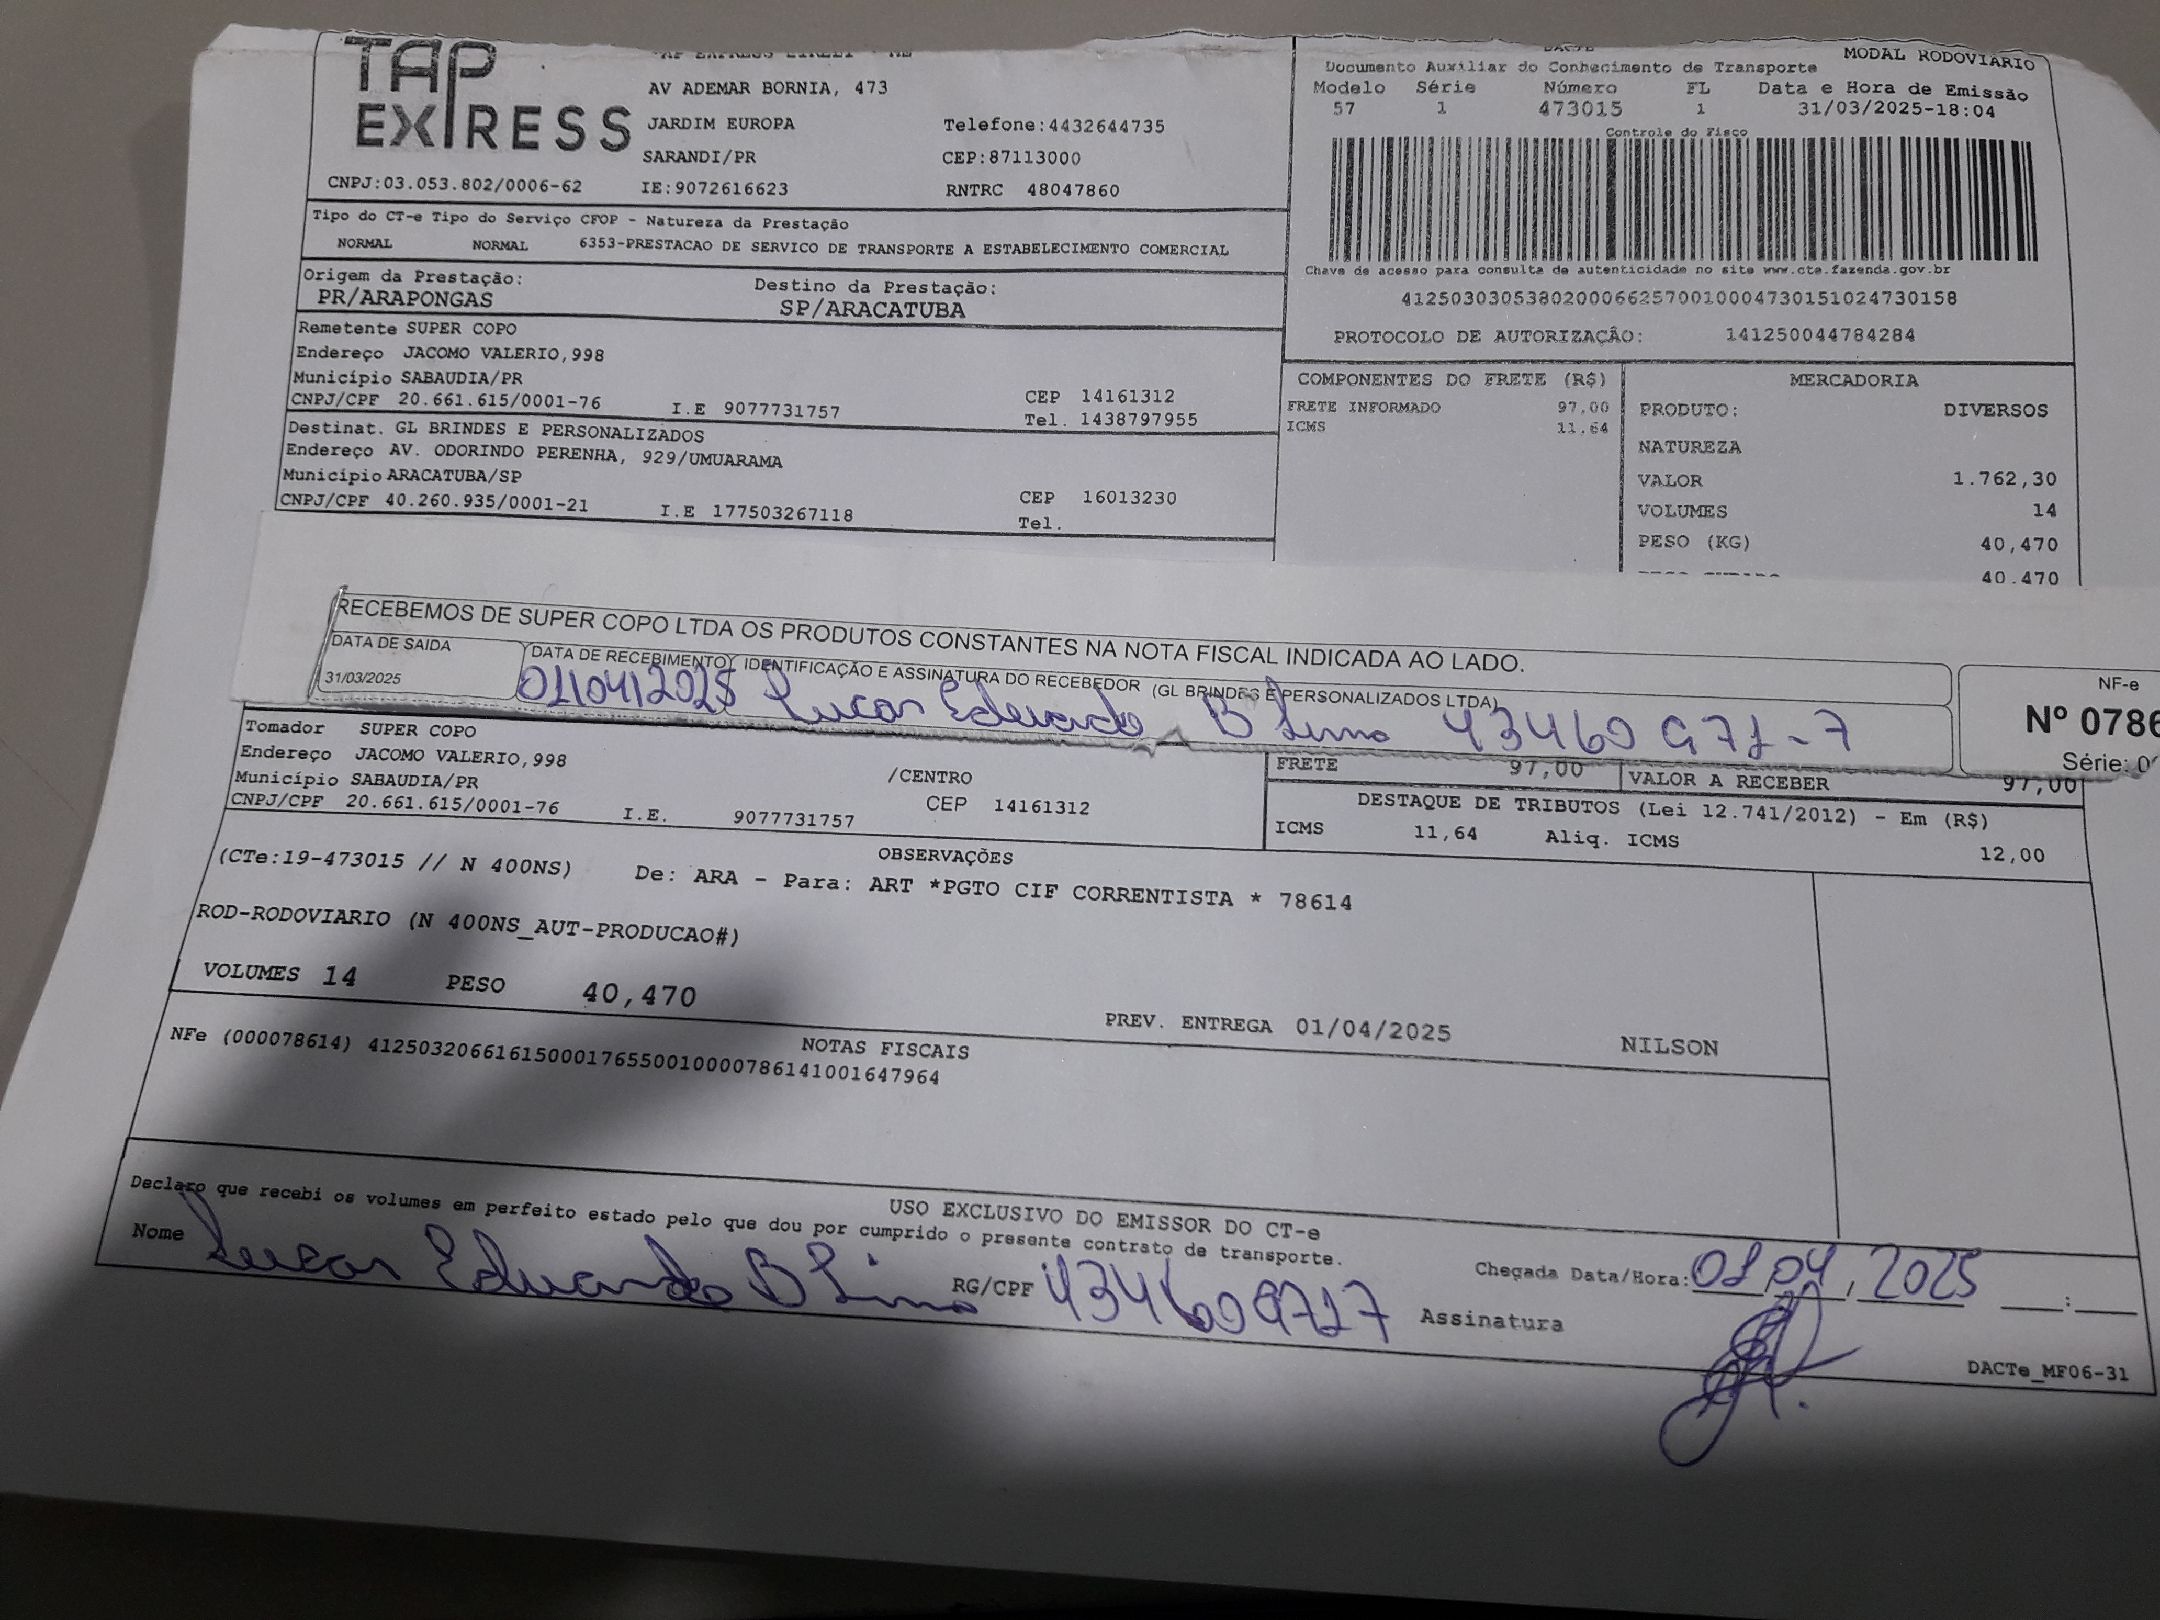 TAP EXPRESS
AV ADEMAR BORNIA, 473
JARDIM EUROPA Telefone:4432644735
SARANDI/PR CEP:87113000
CNPJ:03.053.802/0006-62 IE:9072616623 RNTRC 48047860
DACTE MODAL RODOVIARIO
Documento Auxiliar do Conhecimento de Transporte
Modelo Série Número FL Data e Hora de Emissão
57 1 473015 1 31/03/2025-18:04
Controle do Fisco
Chave de acesso para consulta de autenticidade no site www.cte.fazenda.gov.br
41250303053802000662570010004730151024730158
PROTOCOLO DE AUTORIZAÇÃO: 141250044784284
Tipo do CT-e Tipo do Serviço CFOP - Natureza da Prestação
NORMAL NORMAL 6353-PRESTACAO DE SERVICO DE TRANSPORTE A ESTABELECIMENTO COMERCIAL
Origem da Prestação: Destino da Prestação:
PR/ARAPONGAS SP/ARACATUBA
Remetente SUPER COPO
Endereço JACOMO VALERIO,998
Município SABAUDIA/PR CEP 14161312
CNPJ/CPF 20.661.615/0001-76 I.E 9077731757 Tel. 1438797955
Destinat. GL BRINDES E PERSONALIZADOS
Endereço AV. ODORINDO PERENHA, 929/UMUARAMA
Município ARACATUBA/SP CEP 16013230
CNPJ/CPF 40.260.935/0001-21 I.E 177503267118 Tel.
COMPONENTES DO FRETE (R$)
FRETE INFORMADO 97,00
ICMS 11,64
MERCADORIA
PRODUTO: DIVERSOS
NATUREZA
VALOR 1.762,30
VOLUMES 14
PESO (KG) 40,470
40,470
RECEBEMOS DE SUPER COPO LTDA OS PRODUTOS CONSTANTES NA NOTA FISCAL INDICADA AO LADO.
DATA DE SAIDA DATA DE RECEBIMENTO IDENTIFICAÇÃO E ASSINATURA DO RECEBEDOR (GL BRINDES E PERSONALIZADOS LTDA)
31/03/2025 01/04/2025 Lucas Eduardo B Lima 43460971-7
NF-e
Nº 0786
Série: 0
Tomador SUPER COPO
Endereço JACOMO VALERIO,998
Município SABAUDIA/PR /CENTRO
CNPJ/CPF 20.661.615/0001-76 I.E. 9077731757 CEP 14161312
FRETE 97,00 VALOR A RECEBER 97,00
DESTAQUE DE TRIBUTOS (Lei 12.741/2012) - Em (R$)
ICMS 11,64 Aliq. ICMS 12,00
OBSERVAÇÕES
(CTe:19-473015 // N 400NS) De: ARA - Para: ART *PGTO CIF CORRENTISTA * 78614
ROD-RODOVIARIO (N 400NS_AUT-PRODUCAO#)
VOLUMES 14 PESO 40,470
PREV. ENTREGA 01/04/2025 NILSON
NOTAS FISCAIS
NFe (000078614) 41250320661615000176550010000786141001647964
USO EXCLUSIVO DO EMISSOR DO CT-e
Declaro que recebi os volumes em perfeito estado pelo que dou por cumprido o presente contrato de transporte.
Nome Lucas Eduardo B Lima RG/CPF 434609717 Chegada Data/Hora: 01/04/2025 __:__
Assinatura
DACTe_MF06-31